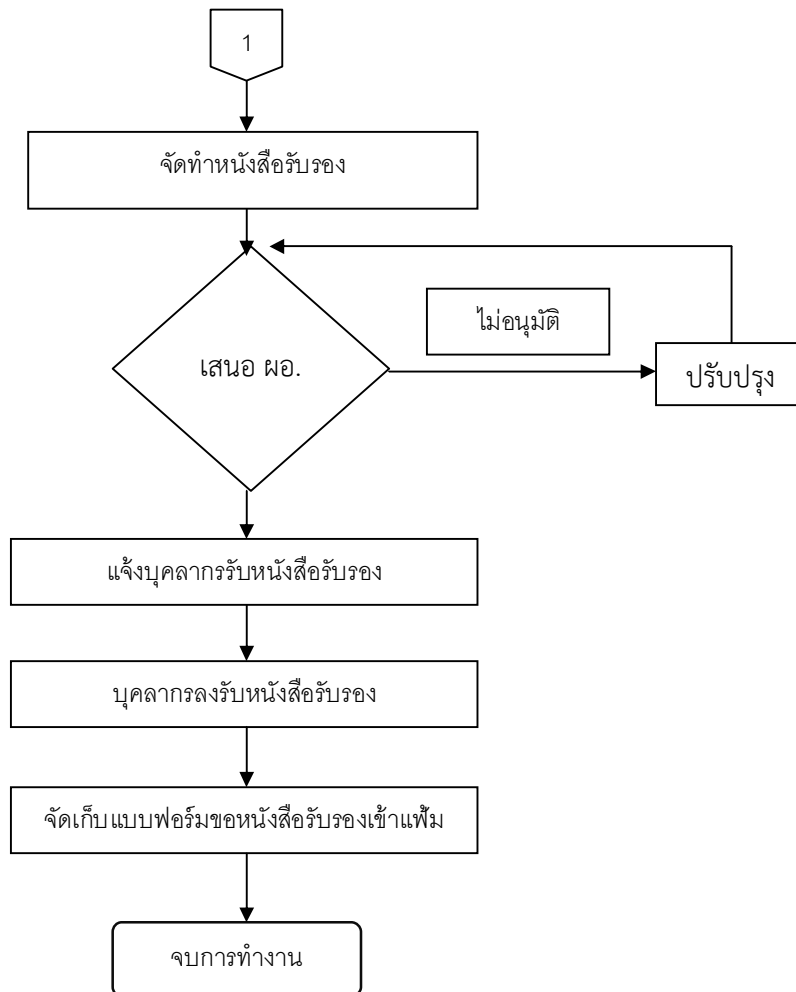 1
จัดทำหนังสือรับรอง
เสนอ ผอ.
ไม่อนุมัติ
ปรับปรุง
แจ้งบุคลากรรับหนังสือรับรอง
บุคลากรลงรับหนังสือรับรอง
จัดเก็บแบบฟอร์มขอหนังสือรับรองเข้าแฟ้ม
จบการทำงาน